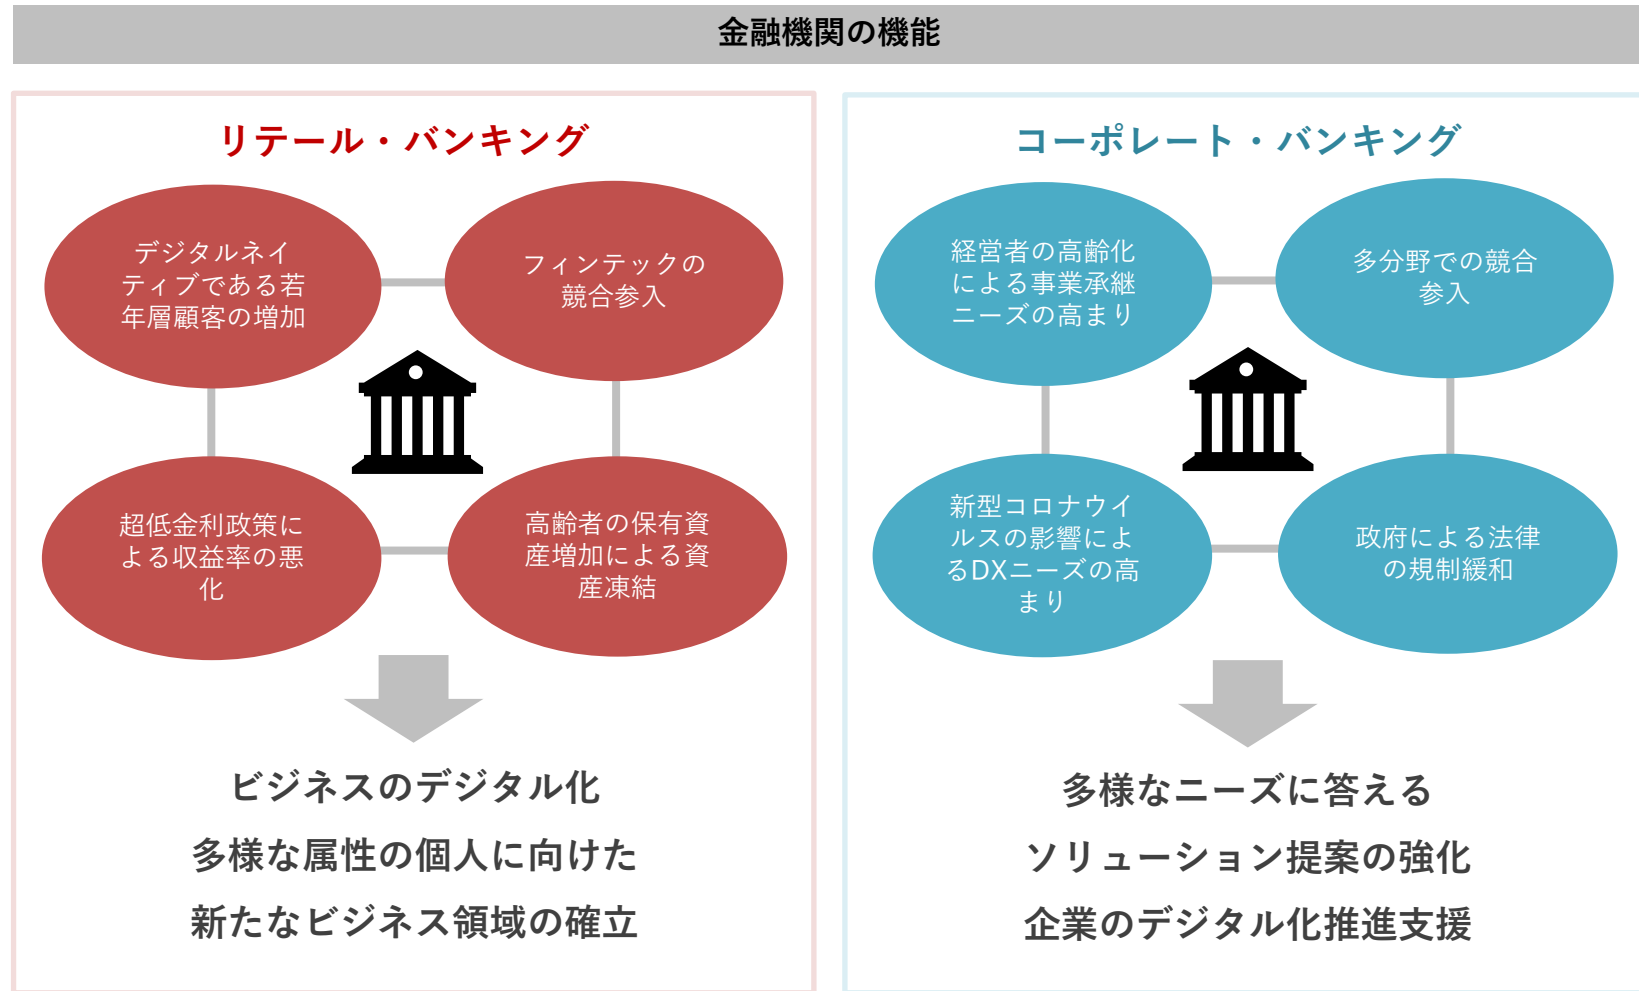 金融機関の機能
リテール・バンキング
デジタルネイ
ティブである若
年層顧客の増加
フィンテックの
競合参入
超低金利政策に
よる収益率の悪
化
高齢者の保有資
産増加による資
産凍結
ビジネスのデジタル化
多様な属性の個人に向けた
新たなビジネス領域の確立
コーポレート・バンキング
経営者の高齢化
による事業承継
ニーズの高まり
多分野での競合
参入
新型コロナウイ
ルスの影響によ
るDXニーズの高
まり
政府による法律
の規制緩和
多様なニーズに答える
ソリューション提案の強化
企業のデジタル化推進支援